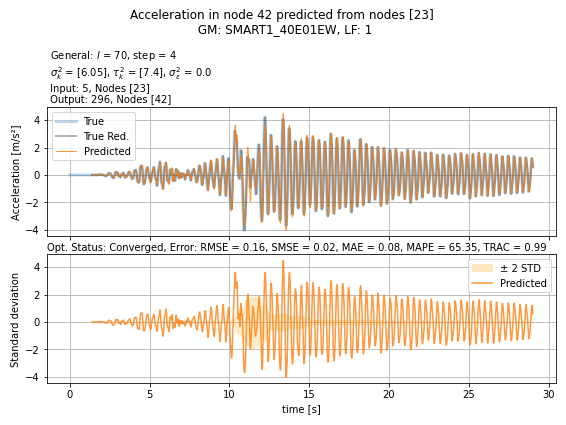 Acceleration in node 42 predicted from nodes [23]
GM: SMART1_40E01EW, LF: 1
General: l = 70, step = 4
σ²ₖ = [6.05], τ²ₖ = [7.4], σ²ε = 0.0
Input: 5, Nodes [23]
Output: 296, Nodes [42]
True
True Red.
Predicted
Acceleration [m/s²]
4
2
0
−2
−4
Opt. Status: Converged, Error: RMSE = 0.16, SMSE = 0.02, MAE = 0.08, MAPE = 65.35, TRAC = 0.99
± 2 STD
Predicted
Standard deviation
4
2
0
−2
−4
0 5 10 15 20 25 30
time [s]